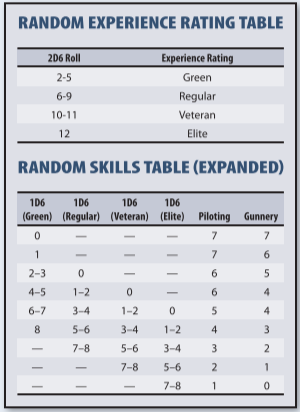 RANDOM EXPERIENCE RATING TABLE
2D6 Roll Experience Rating
2-5 Green
6-9 Regular
10-11 Veteran
12 Elite
RANDOM SKILLS TABLE (EXPANDED)
1D6 1D6 1D6 1D6
(Green) (Regular) (Veteran) (Elite) Piloting Gunnery
0 — — — 7 7
1 — — — 7 6
2–3 0 — — 6 5
4–5 1–2 0 — 6 4
6–7 3–4 1–2 0 5 4
8 5–6 3–4 1–2 4 3
— 7–8 5–6 3–4 3 2
— — 7–8 5–6 2 1
— — — 7–8 1 0